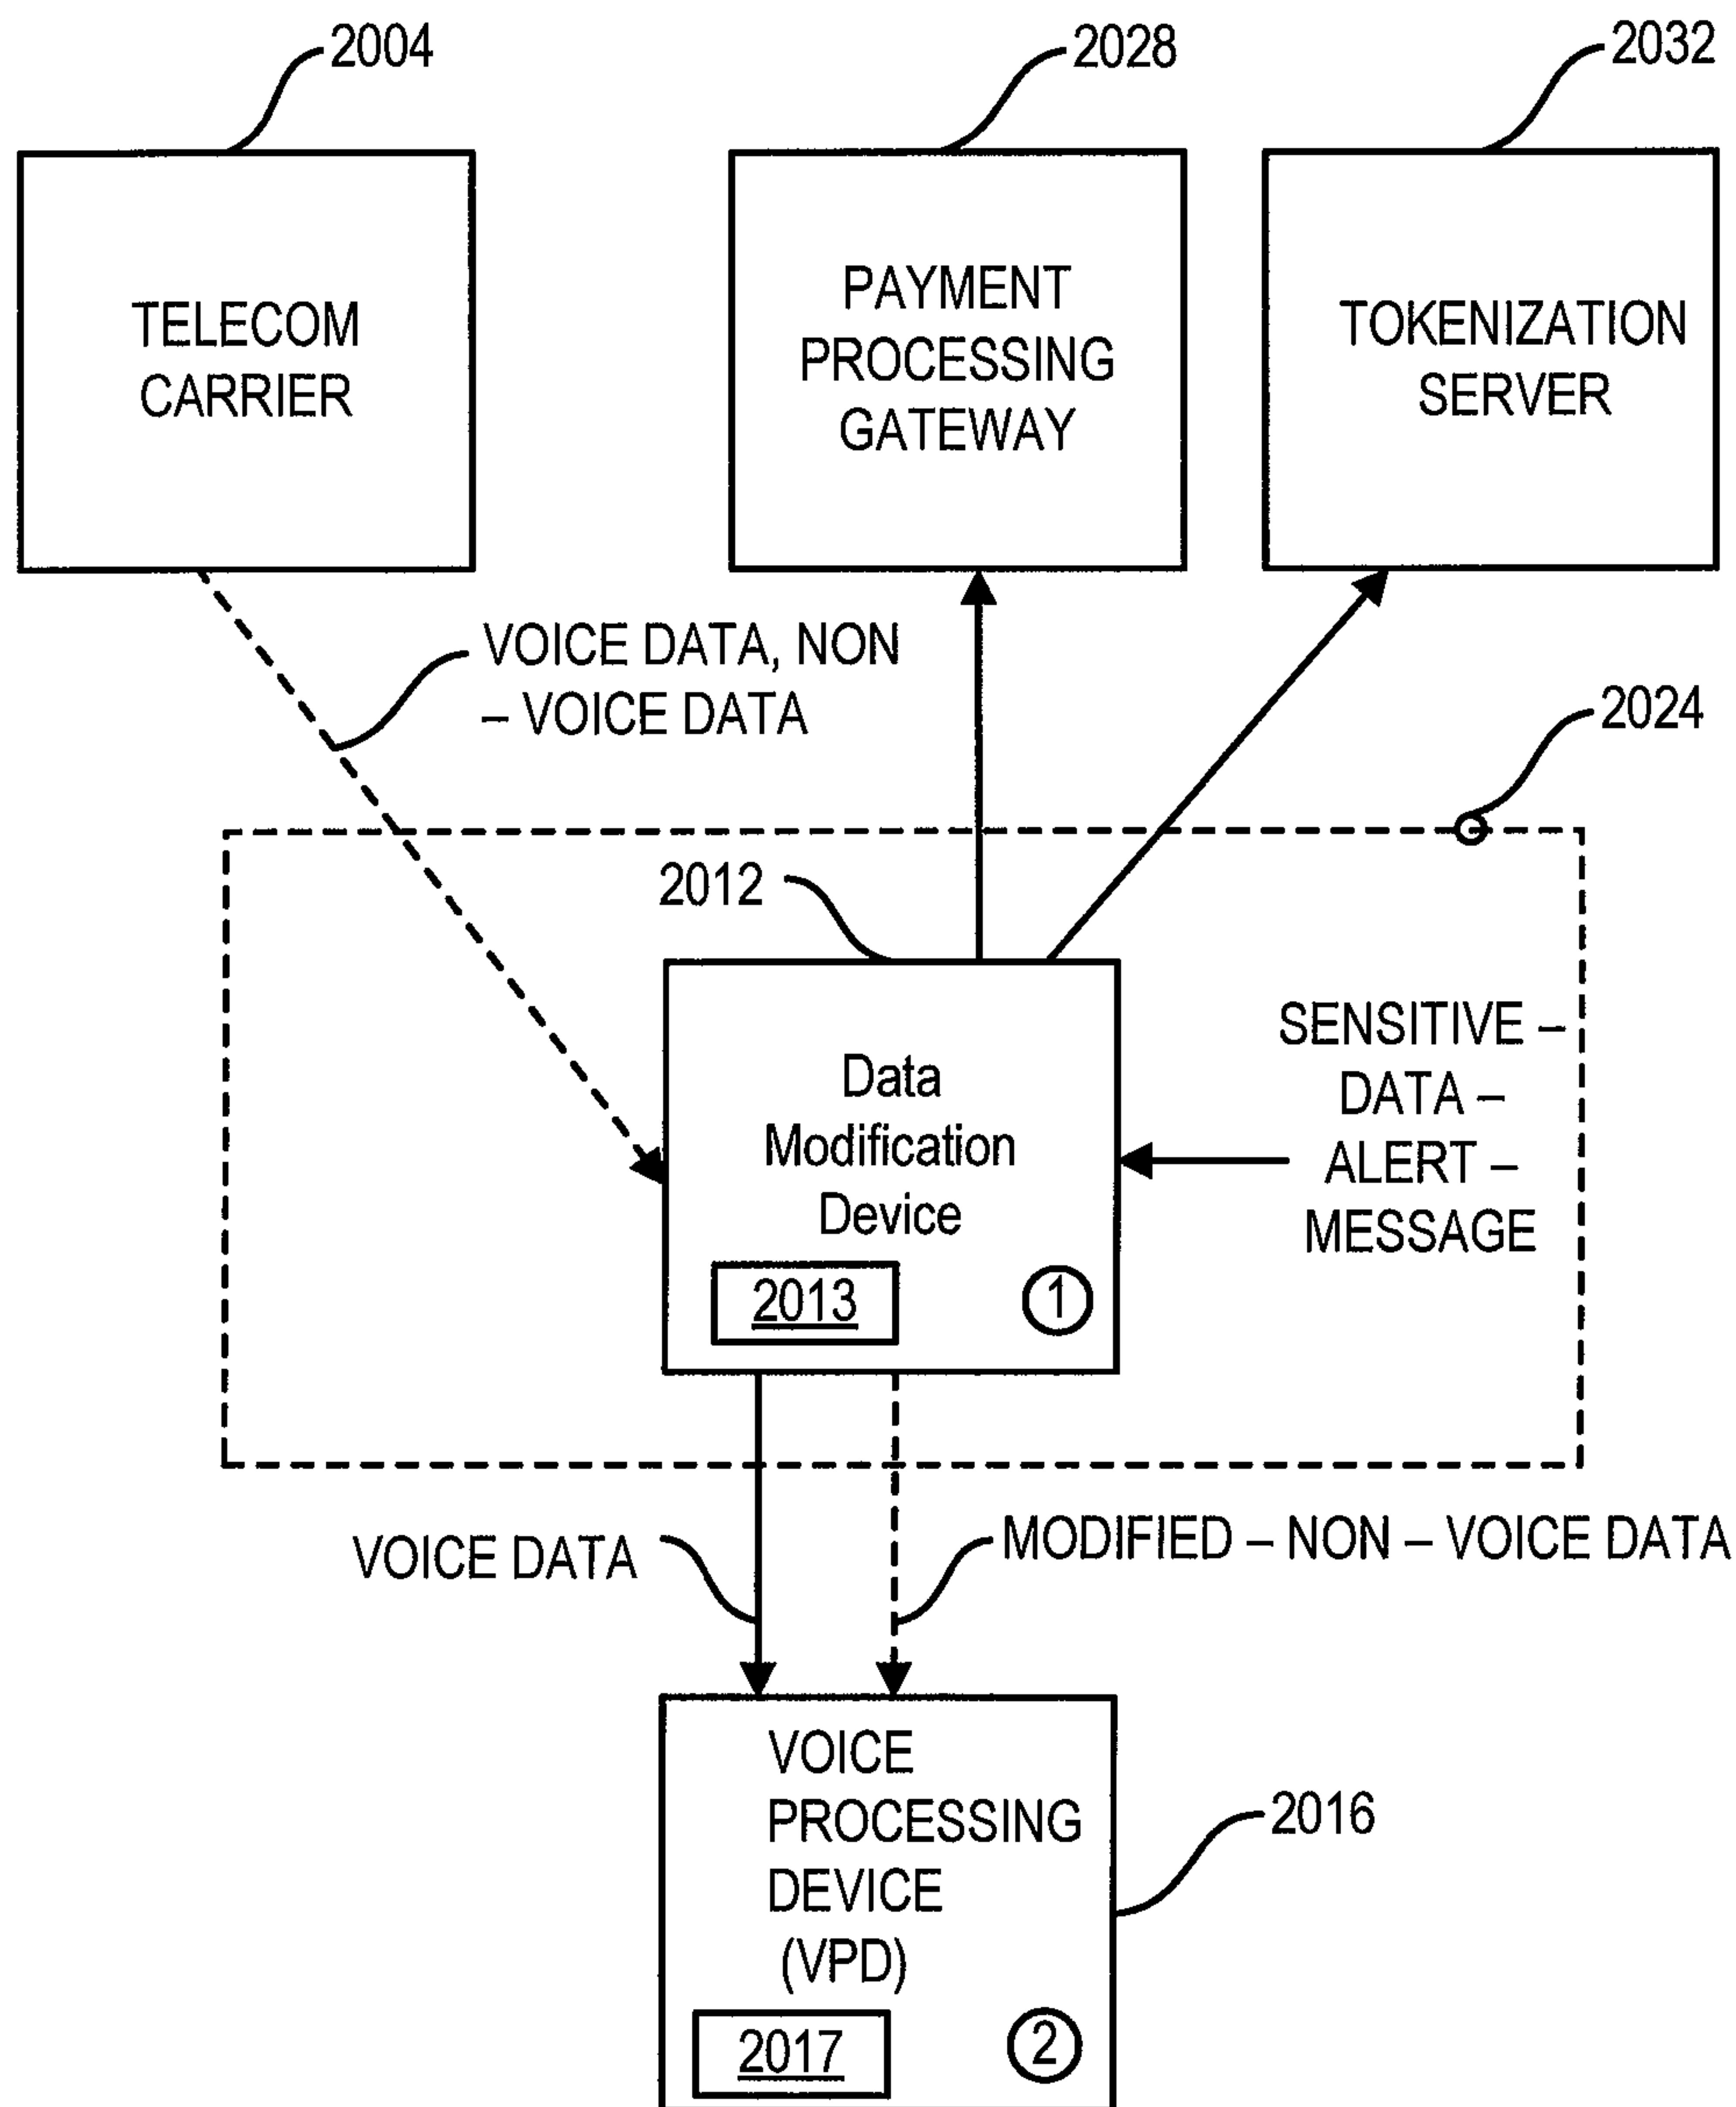 2004
2028
2032
TELECOM
CARRIER
PAYMENT
PROCESSING
GATEWAY
TOKENIZATION
SERVER
VOICE DATA, NON
– VOICE DATA
2024
2012
Data
Modification
Device
2013
1
SENSITIVE –
DATA –
ALERT –
MESSAGE
VOICE DATA
MODIFIED – NON – VOICE DATA
VOICE
PROCESSING
DEVICE
(VPD)
2016
2017
2